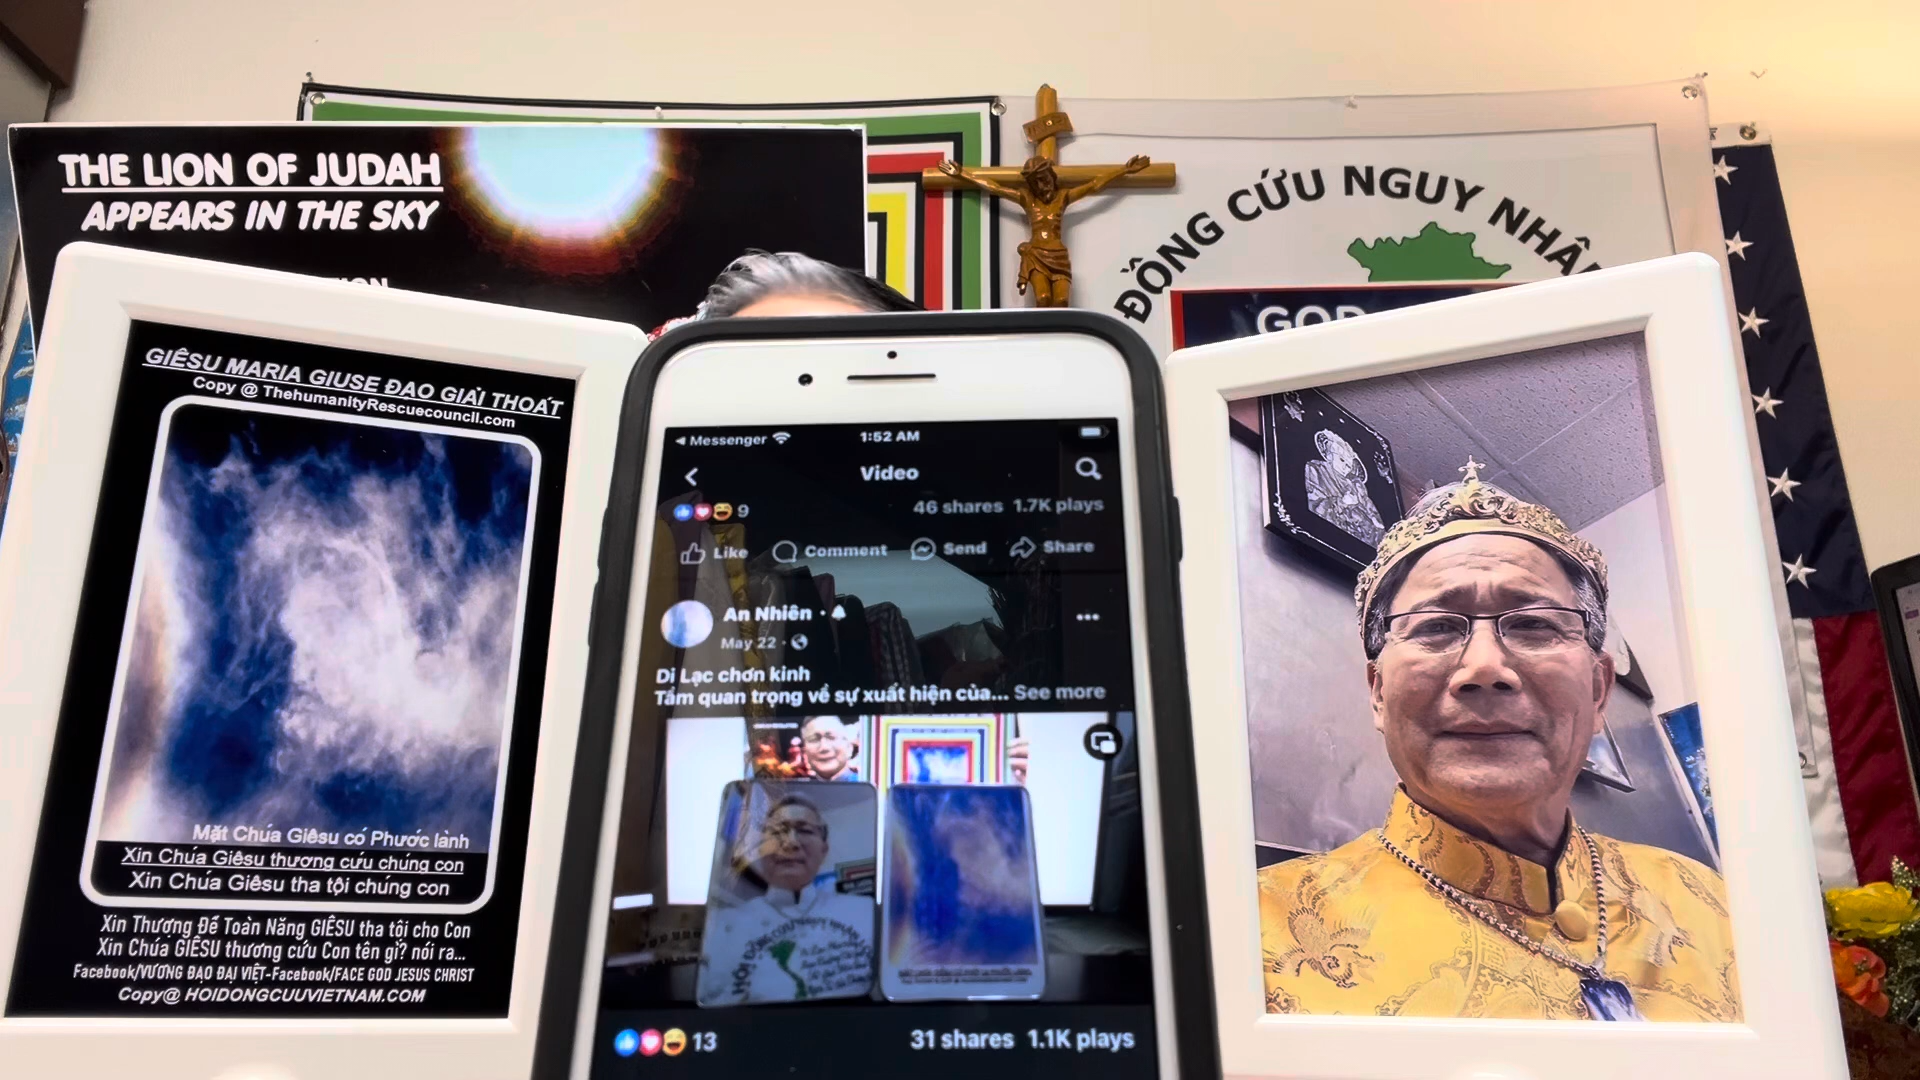 THE LION OF JUDAH
APPEARS IN THE SKY
ĐỒNG CỨU NGUY NHÂ
GOD
GIÊSU MARIA GIUSE ĐẠO GIẢI THOÁT
Copy @ ThehumanityRescuecouncil.com
Mặt Chúa Giêsu có Phước lành
Xin Chúa Giêsu thương cứu chúng con
Xin Chúa Giêsu tha tội chúng con
Xin Thượng Đế Toàn Năng GIÊSU tha tội cho Con
Xin Chúa GIÊSU thương cứu Con tên gì? nói ra...
Facebook/VƯƠNG ĐẠO ĐẠI VIỆT-Facebook/FACE GOD JESUS CHRIST
Copy@ HOIDONGCUUVIETNAM.COM
Messenger
1:52 AM
Video
9
46 shares 1.7K plays
Like Comment Send Share
An Nhiên
May 22
Di Lạc chơn kinh
Tầm quan trọng về sự xuất hiện của... See more
13
31 shares 1.1K plays